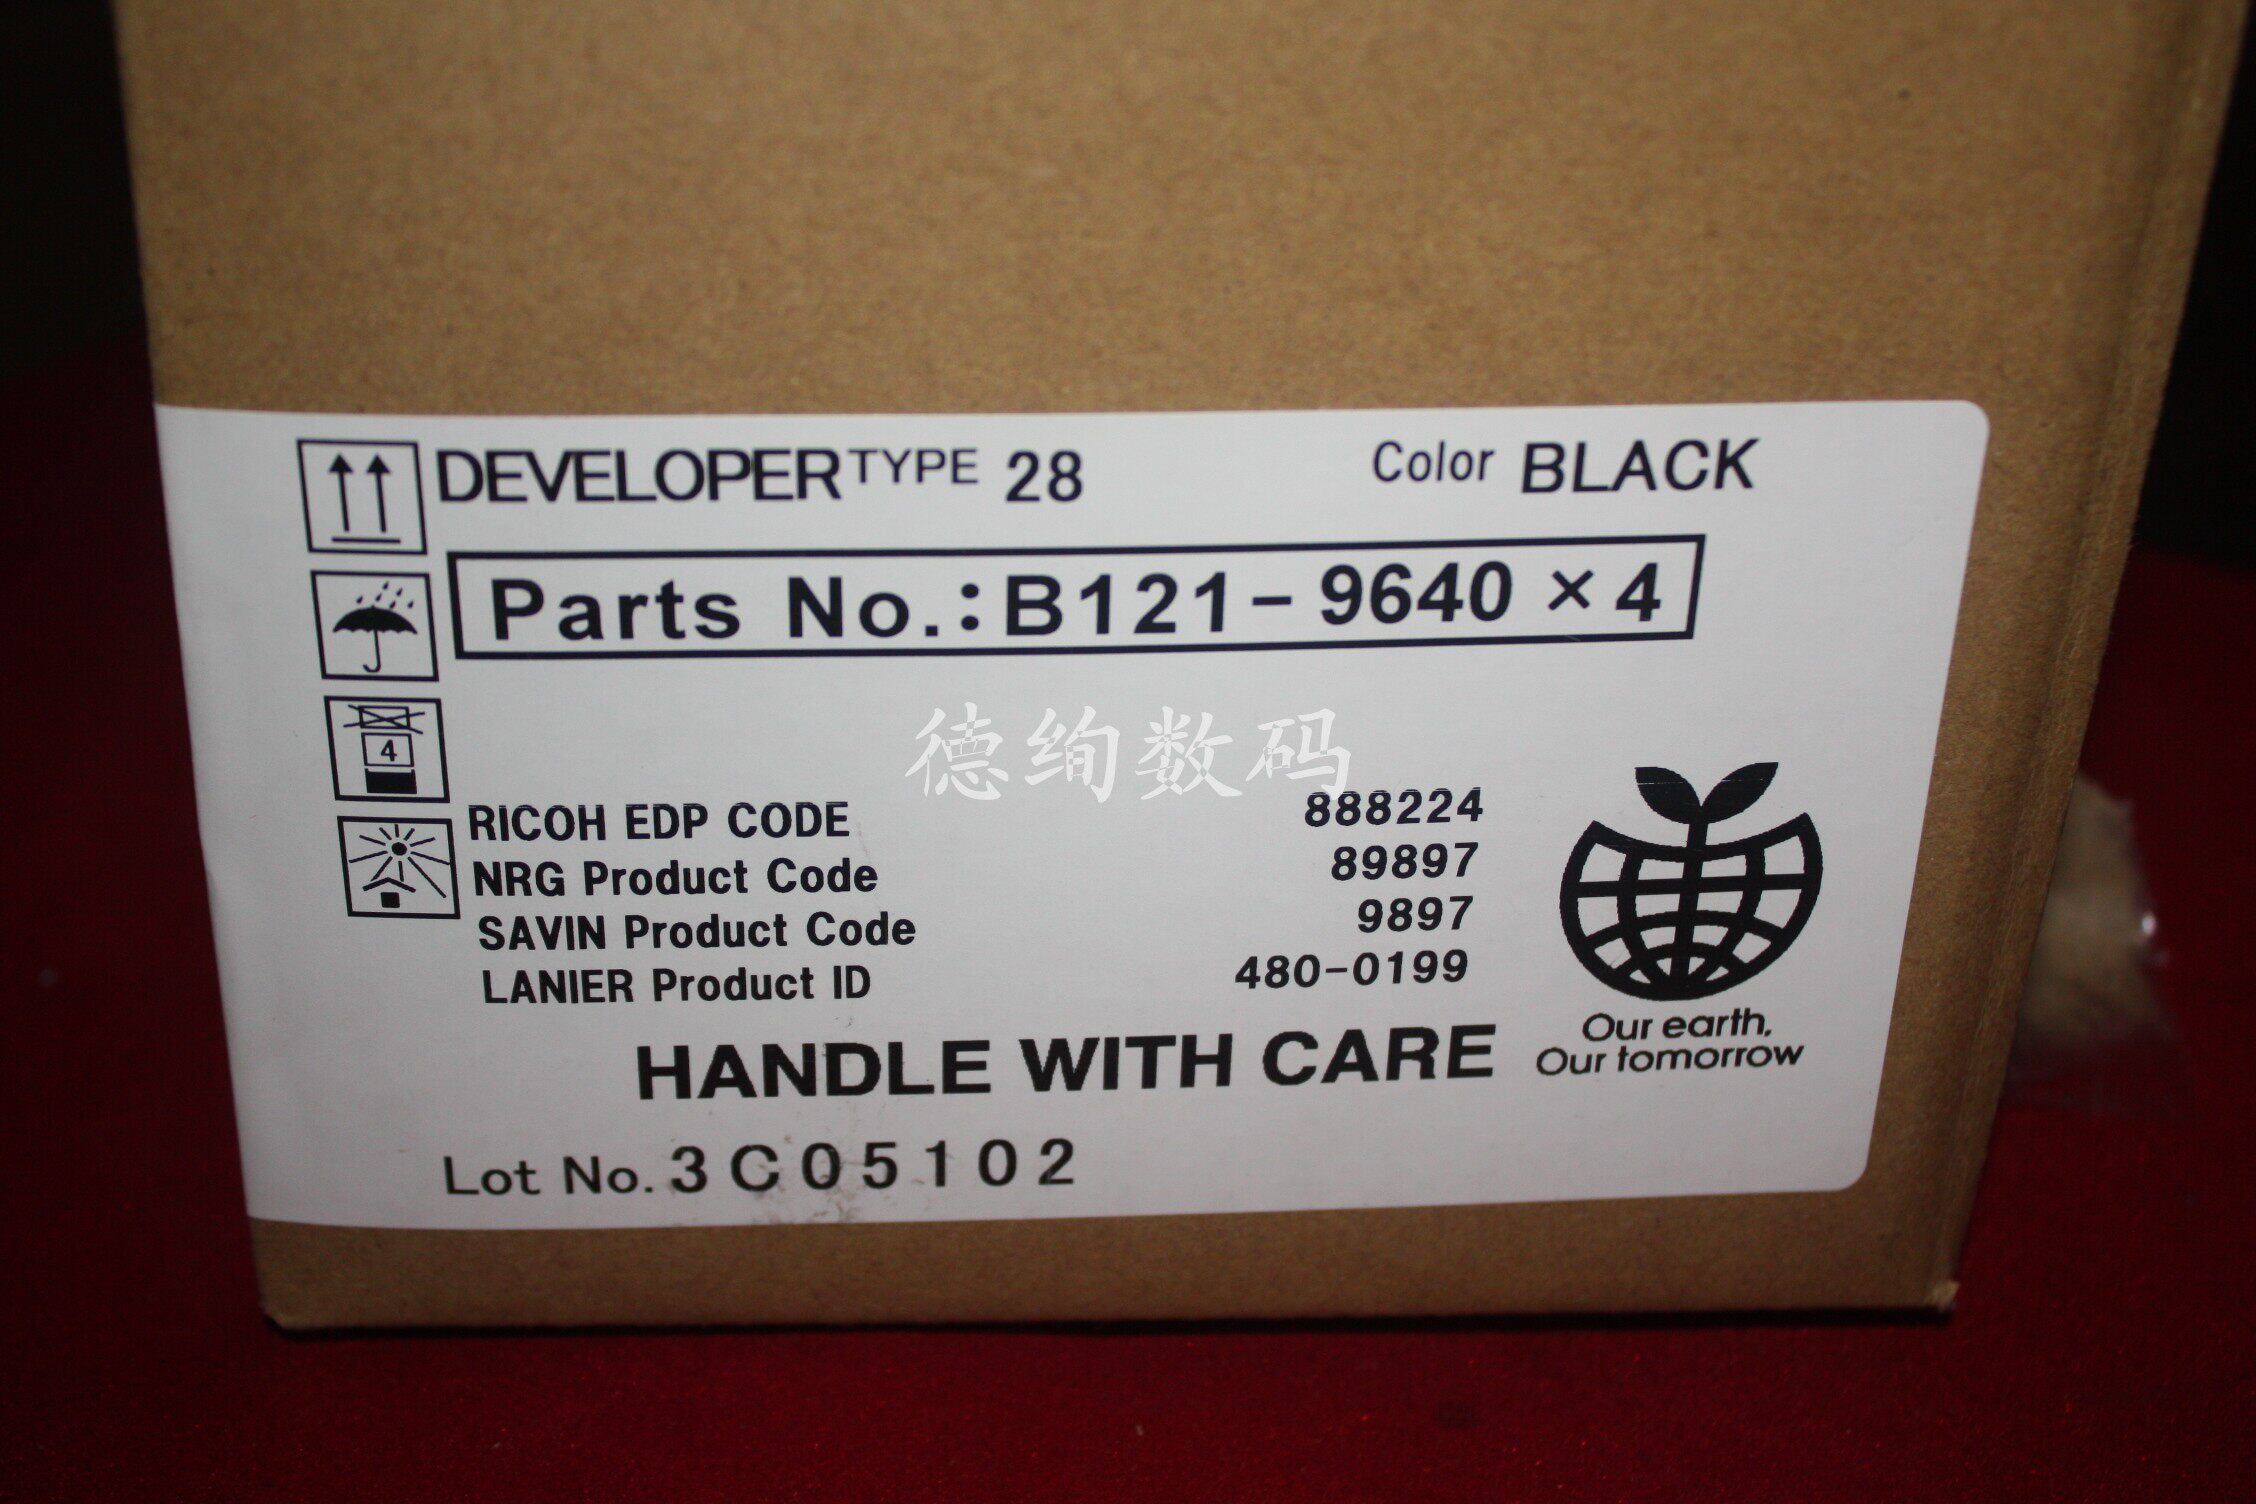 DEVELOPER TYPE 28 Color BLACK
Parts No.: B121-9640 × 4
德绚数码
4
RICOH EDP CODE 888224
NRG Product Code 89897
SAVIN Product Code 9897
LANIER Product ID 480-0199
Our earth,
Our tomorrow
HANDLE WITH CARE
Lot No. 3C05102